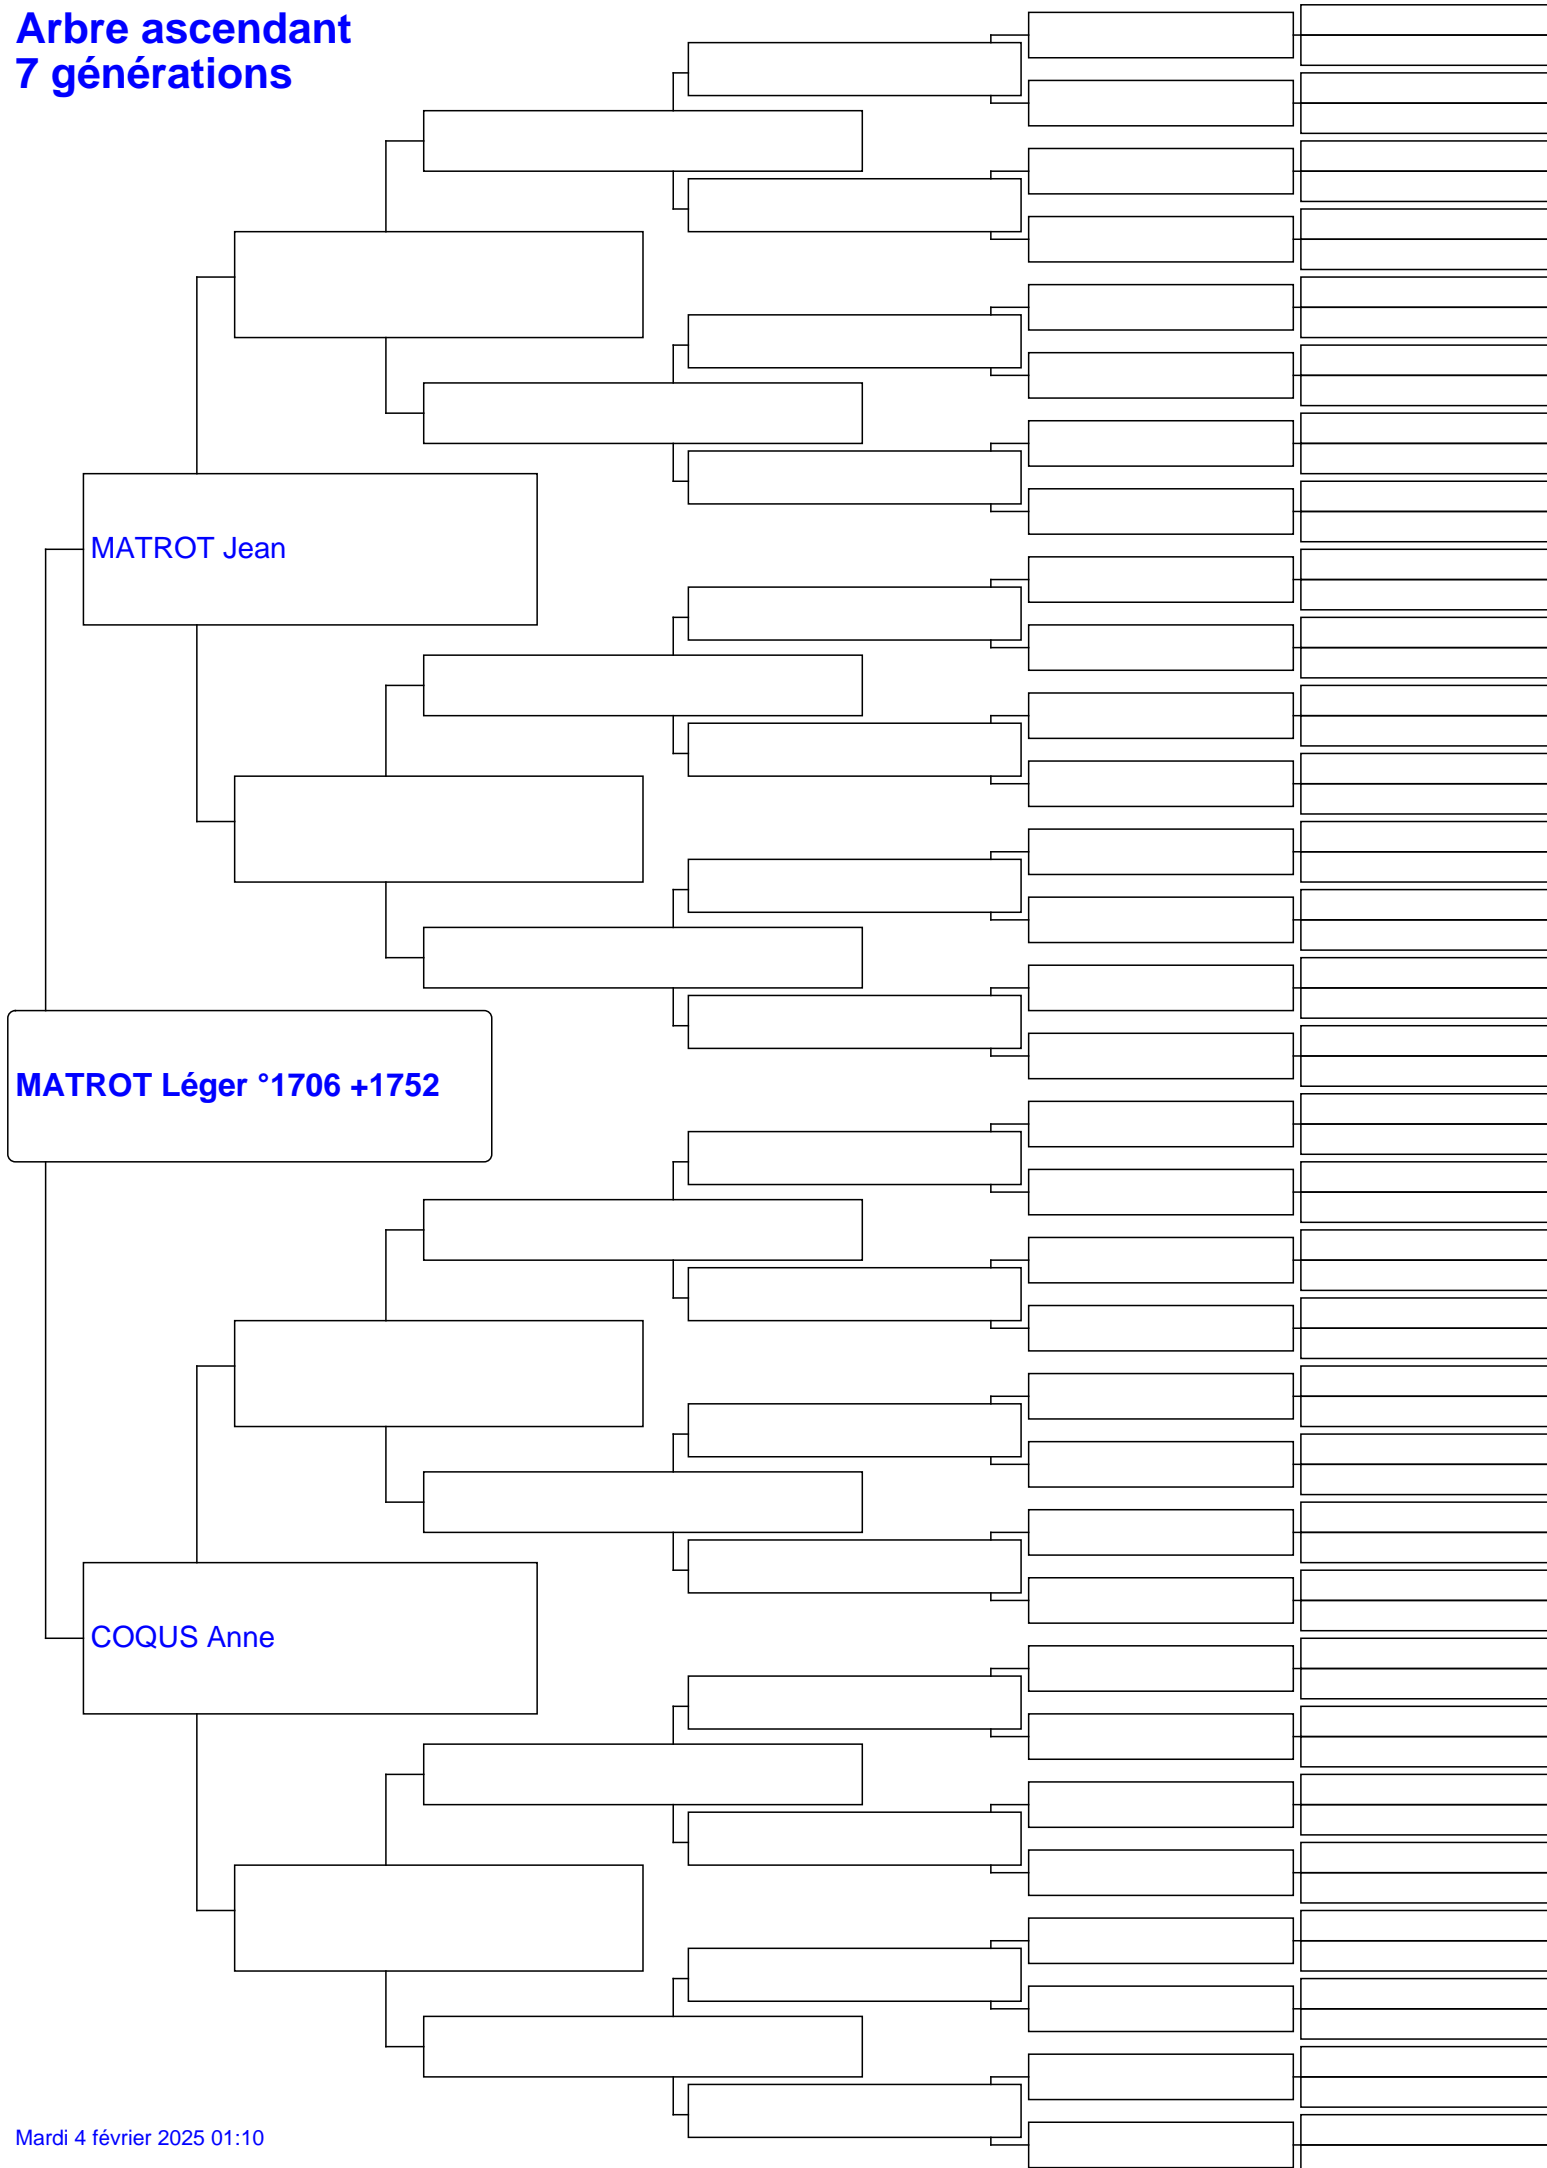 Arbre ascendant
7 générations
MATROT Jean
MATROT Léger °1706 +1752
COQUS Anne
Mardi 4 février 2025 01:10